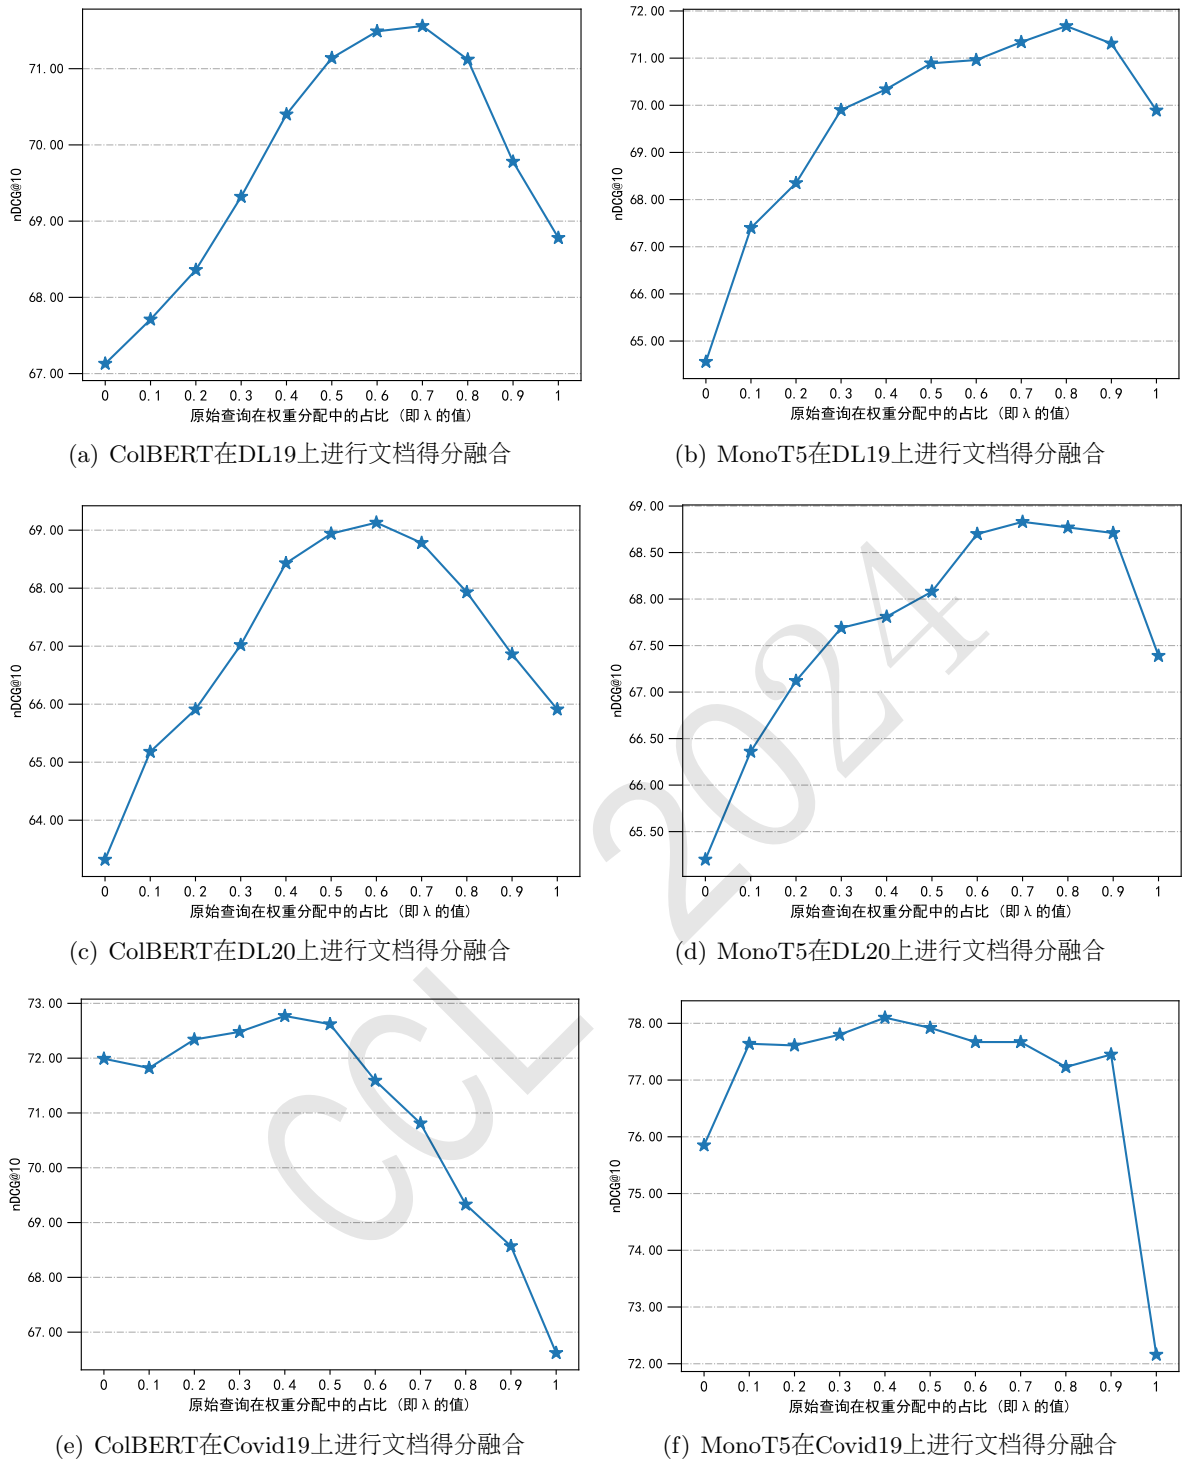 nDCG@10
71.00
70.00
69.00
68.00
67.00
0 0.1 0.2 0.3 0.4 0.5 0.6 0.7 0.8 0.9 1
原始查询在权重分配中的占比 (即 λ 的值)
(a) ColBERT在DL19上进行文档得分融合
nDCG@10
72.00
71.00
70.00
69.00
68.00
67.00
66.00
65.00
0 0.1 0.2 0.3 0.4 0.5 0.6 0.7 0.8 0.9 1
原始查询在权重分配中的占比 (即 λ 的值)
(b) MonoT5在DL19上进行文档得分融合
nDCG@10
69.00
68.00
67.00
66.00
65.00
64.00
0 0.1 0.2 0.3 0.4 0.5 0.6 0.7 0.8 0.9 1
原始查询在权重分配中的占比 (即 λ 的值)
(c) ColBERT在DL20上进行文档得分融合
nDCG@10
69.00
68.50
68.00
67.50
67.00
66.50
66.00
65.50
0 0.1 0.2 0.3 0.4 0.5 0.6 0.7 0.8 0.9 1
原始查询在权重分配中的占比 (即 λ 的值)
(d) MonoT5在DL20上进行文档得分融合
nDCG@10
73.00
72.00
71.00
70.00
69.00
68.00
67.00
0 0.1 0.2 0.3 0.4 0.5 0.6 0.7 0.8 0.9 1
原始查询在权重分配中的占比 (即 λ 的值)
(e) ColBERT在Covid19上进行文档得分融合
nDCG@10
78.00
77.00
76.00
75.00
74.00
73.00
72.00
0 0.1 0.2 0.3 0.4 0.5 0.6 0.7 0.8 0.9 1
原始查询在权重分配中的占比 (即 λ 的值)
(f) MonoT5在Covid19上进行文档得分融合
CCL 2024